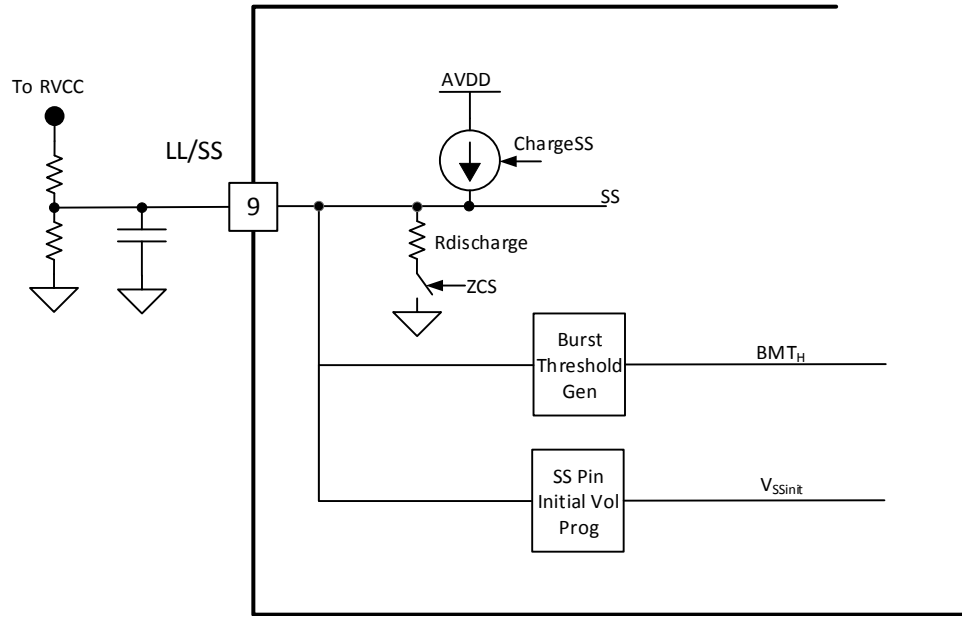 To RVCC
LL/SS
9
AVDD
ChargeSS
SS
Rdischarge
ZCS
Burst
Threshold
Gen
BMTH
SS Pin
Initial Vol
Prog
VSSinit